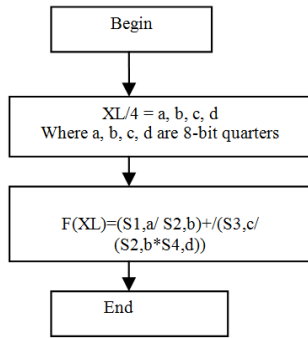 Begin
XL/4 = a, b, c, d
Where a, b, c, d are 8-bit quarters
F(XL)=(S1,a/ S2,b)+/(S3,c/
(S2,b*S4,d))
End